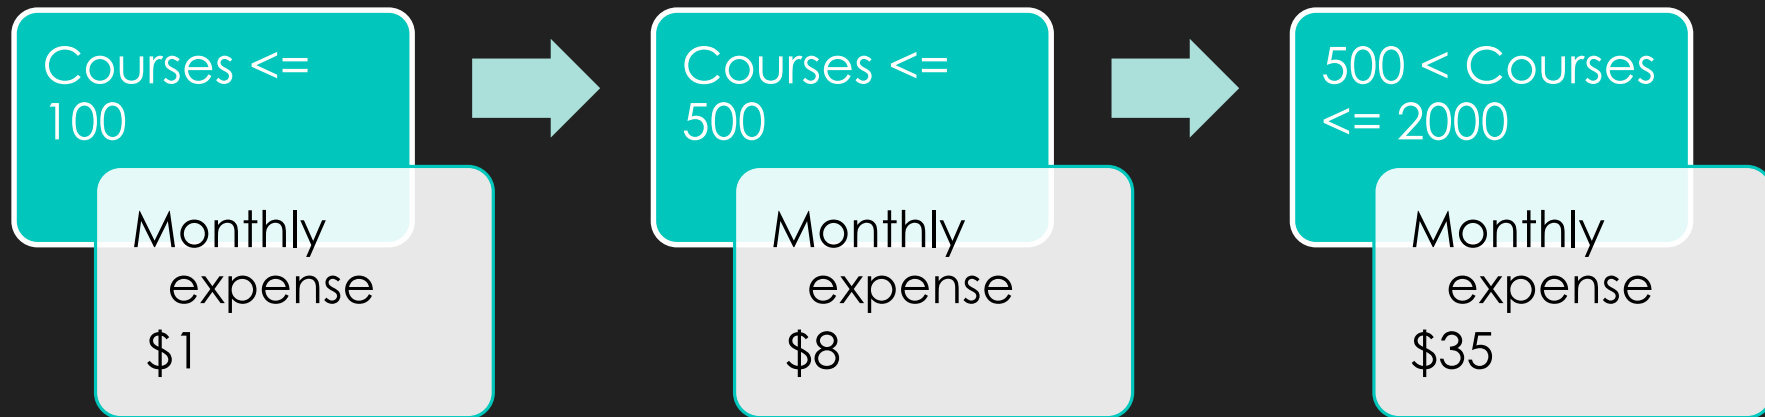 Courses <=
100
Monthly
expense
$1
Courses <=
500
Monthly
expense
$8
500 < Courses
<= 2000
Monthly
expense
$35